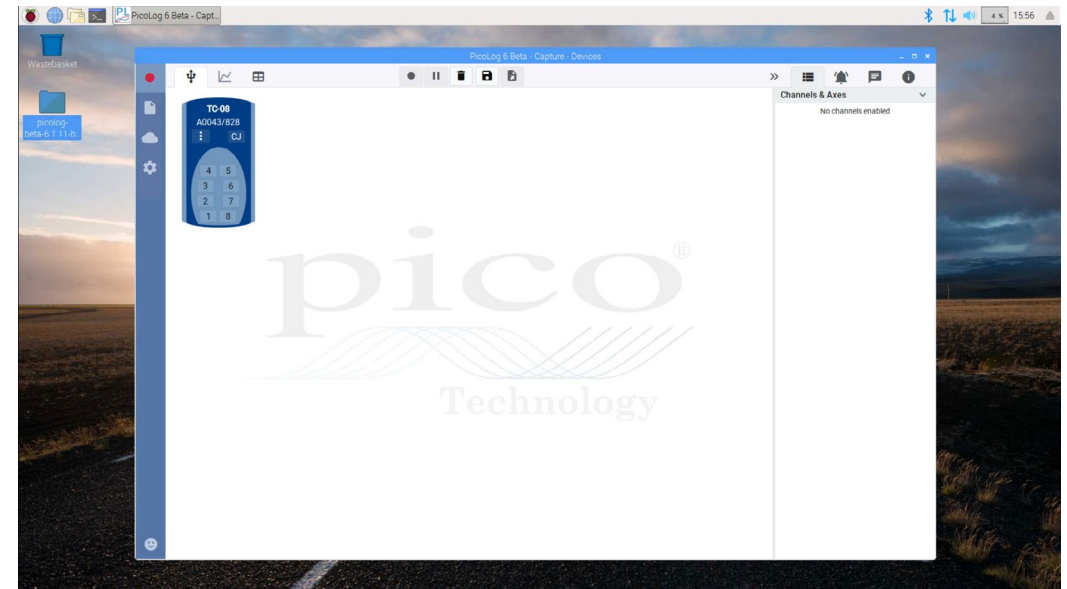 PicoLog 6 Beta - Capt...
4 %
15:56
Wastebasket
picolog-
beta-6.1.11-b...
PicoLog 6 Beta - Capture - Devices
Channels & Axes
No channels enabled
TC-08
A0043/828
CJ
4 5
3 6
2 7
1 8
pico®
Technology